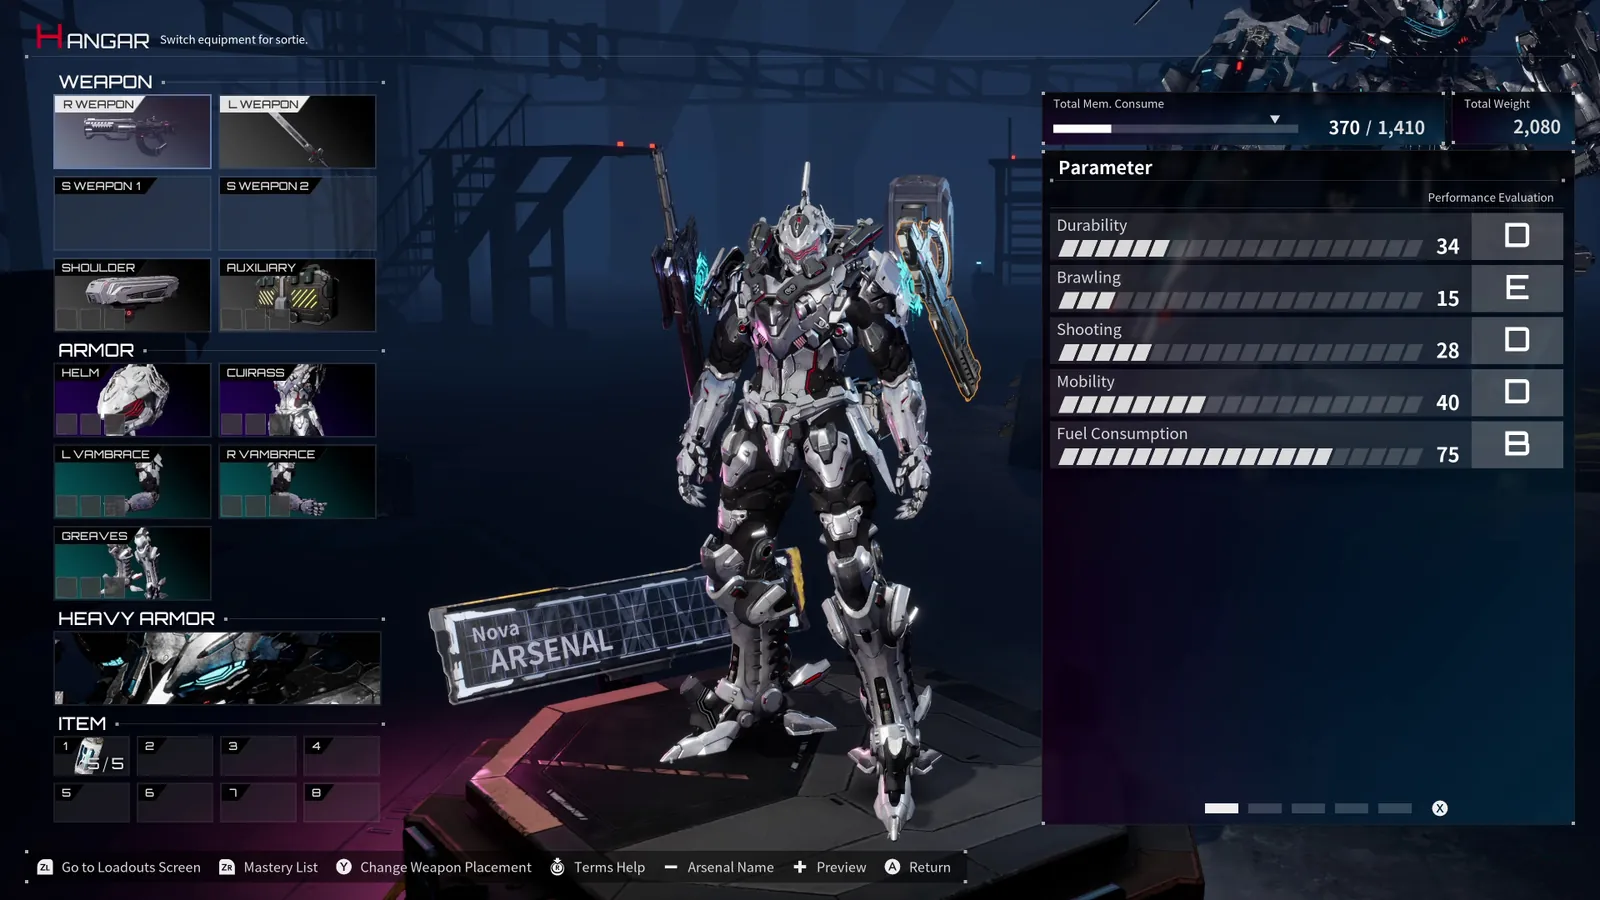 HANGAR Switch equipment for sortie.
WEAPON
R WEAPON
L WEAPON
S WEAPON 1
S WEAPON 2
SHOULDER
AUXILIARY
ARMOR
HELM
CUIRASS
L VAMBRACE
R VAMBRACE
GREAVES
HEAVY ARMOR
ITEM
1
5/5
2
3
4
5
6
7
8
Nova
ARSENAL
Total Mem. Consume
370 / 1,410
Total Weight
2,080
Parameter
Performance Evaluation
Durability
34
D
Brawling
15
E
Shooting
28
D
Mobility
40
D
Fuel Consumption
75
B
X
ZL Go to Loadouts Screen ZR Mastery List Y Change Weapon Placement R Terms Help − Arsenal Name + Preview A Return